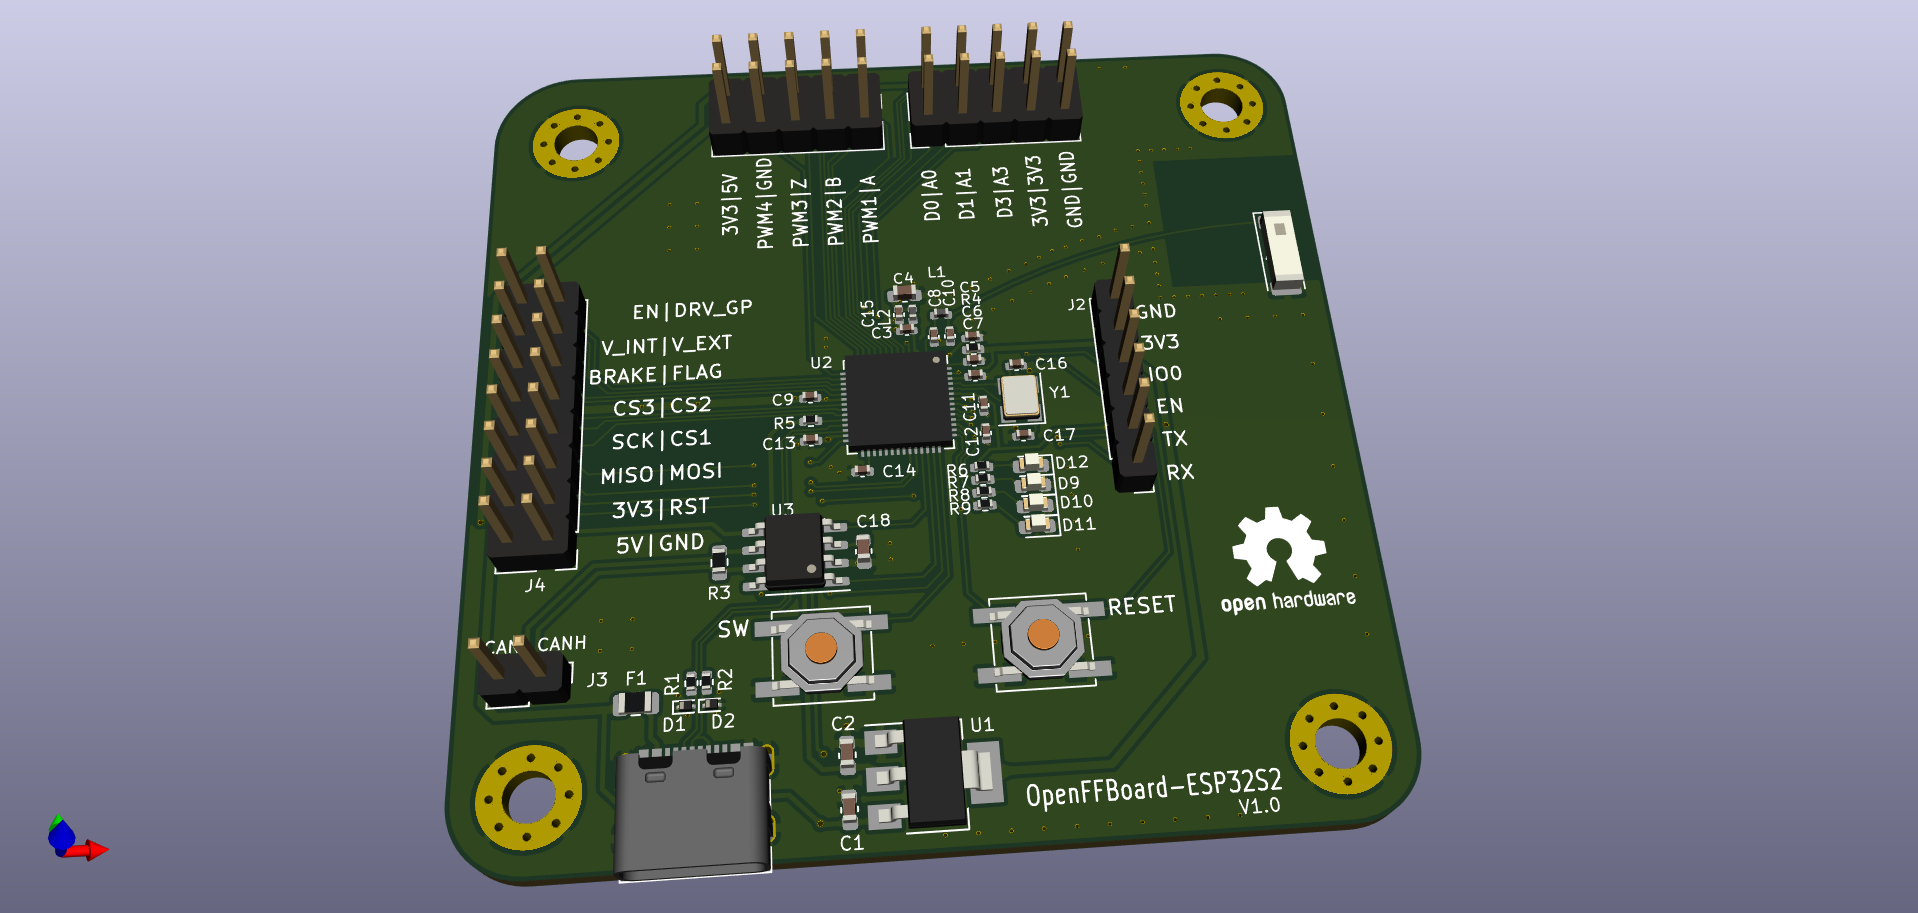 3V3|5V
PWM4|GND
PWM3|Z
PWM2|B
PWM1|A
D0|A0
D1|A1
D3|A3
3V3|3V3
GND|GND
EN|DRV_GP
V_INT|V_EXT
BRAKE|FLAG
CS3|CS2
SCK|CS1
MISO|MOSI
3V3|RST
5V|GND
J4
C4
L1
C15
L2
C3
C8
C10
C5
R4
C6
C7
U2
C9
R5
C13
C14
C11
C12
C16
Y1
C17
J2
GND
3V3
IO0
EN
TX
RX
R6
R7
R8
R9
D12
D9
D10
D11
U3
C18
R3
SW
RESET
open hardware
CANH
J3
F1
R1
R2
D1
D2
C2
C1
U1
OpenFFBoard-ESP32S2
V1.0